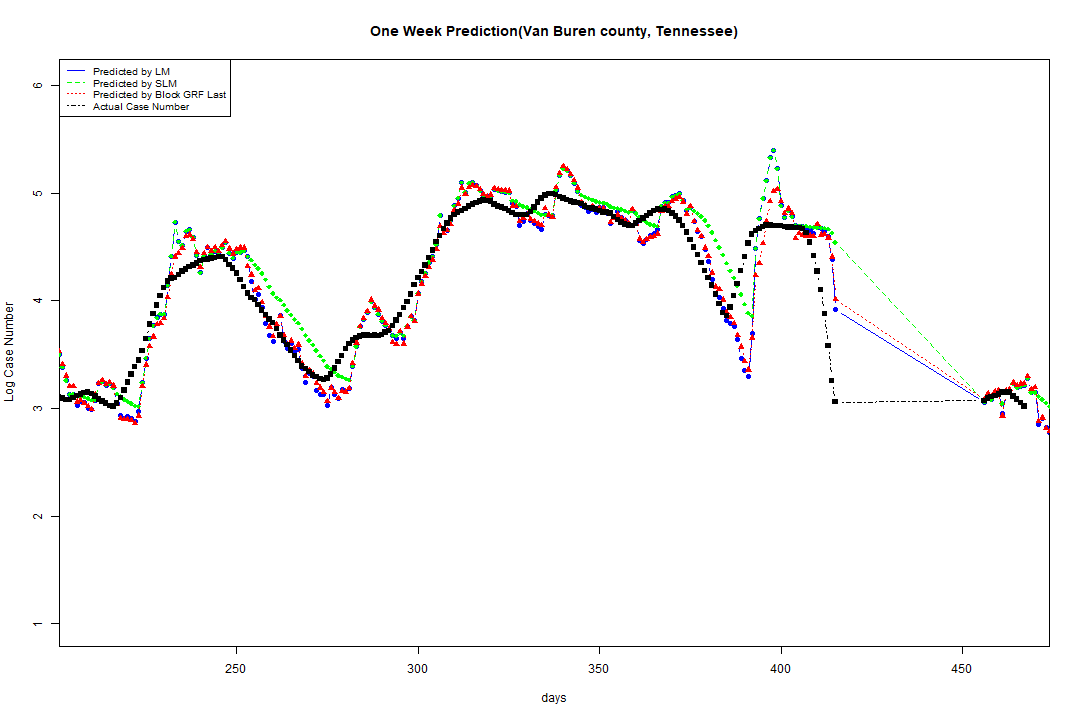 One Week Prediction(Van Buren county, Tennessee)
Predicted by LM
Predicted by SLM
Predicted by Block GRF Last
Actual Case Number
6
5
4
3
2
1
Log Case Number
250
300
350
400
450
days